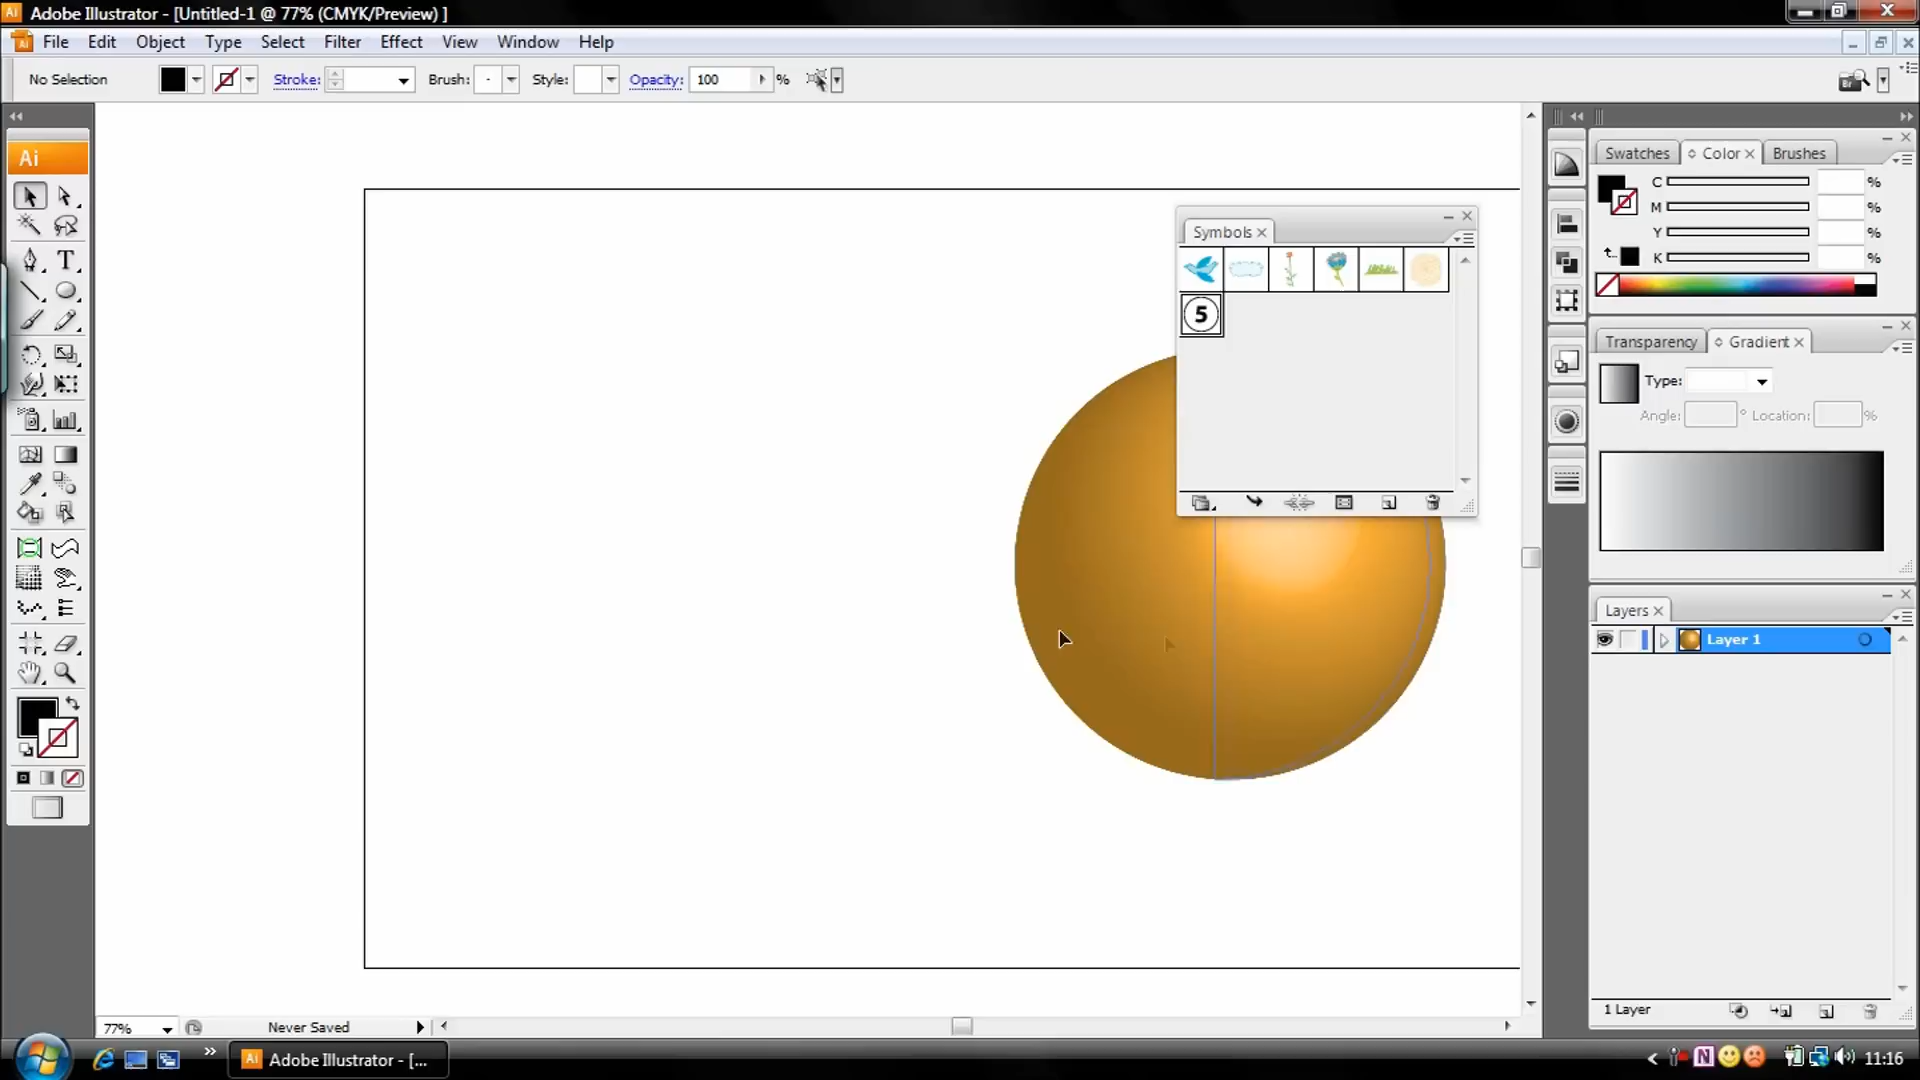 Adobe Illustrator - [Untitled-1 @ 77% (CMYK/Preview) ]
File Edit Object Type Select Filter Effect View Window Help
No Selection Stroke: Brush: Style: Opacity: 100 %
Ai
Symbols
5
Swatches Color Brushes
C %
M %
Y %
K %
Transparency Gradient
Type:
Angle: ° Location: %
Layers
Layer 1
1 Layer
77% Never Saved
Adobe Illustrator - [...
11:16